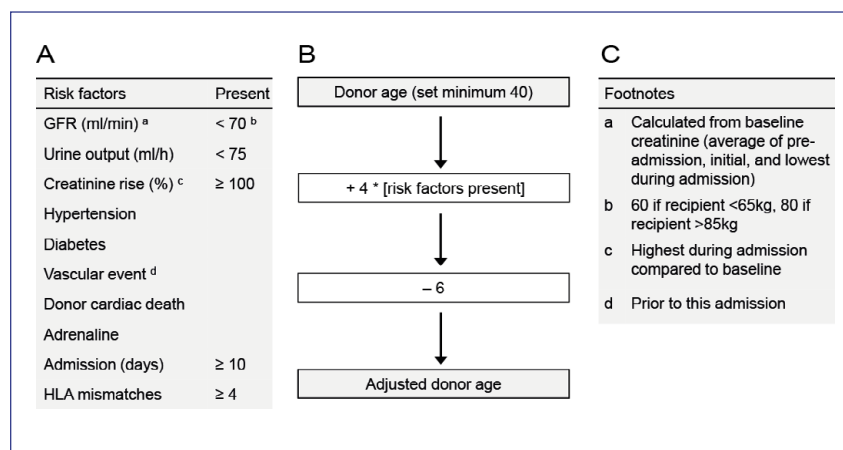 A
Risk factors Present
GFR (ml/min) a < 70 b
Urine output (ml/h) < 75
Creatinine rise (%) c ≥ 100
Hypertension
Diabetes
Vascular event d
Donor cardiac death
Adrenaline
Admission (days) ≥ 10
HLA mismatches ≥ 4
B
Donor age (set minimum 40)
+ 4 * [risk factors present]
– 6
Adjusted donor age
C
Footnotes
a Calculated from baseline
creatinine (average of pre-
admission, initial, and lowest
during admission)
b 60 if recipient <65kg, 80 if
recipient >85kg
c Highest during admission
compared to baseline
d Prior to this admission